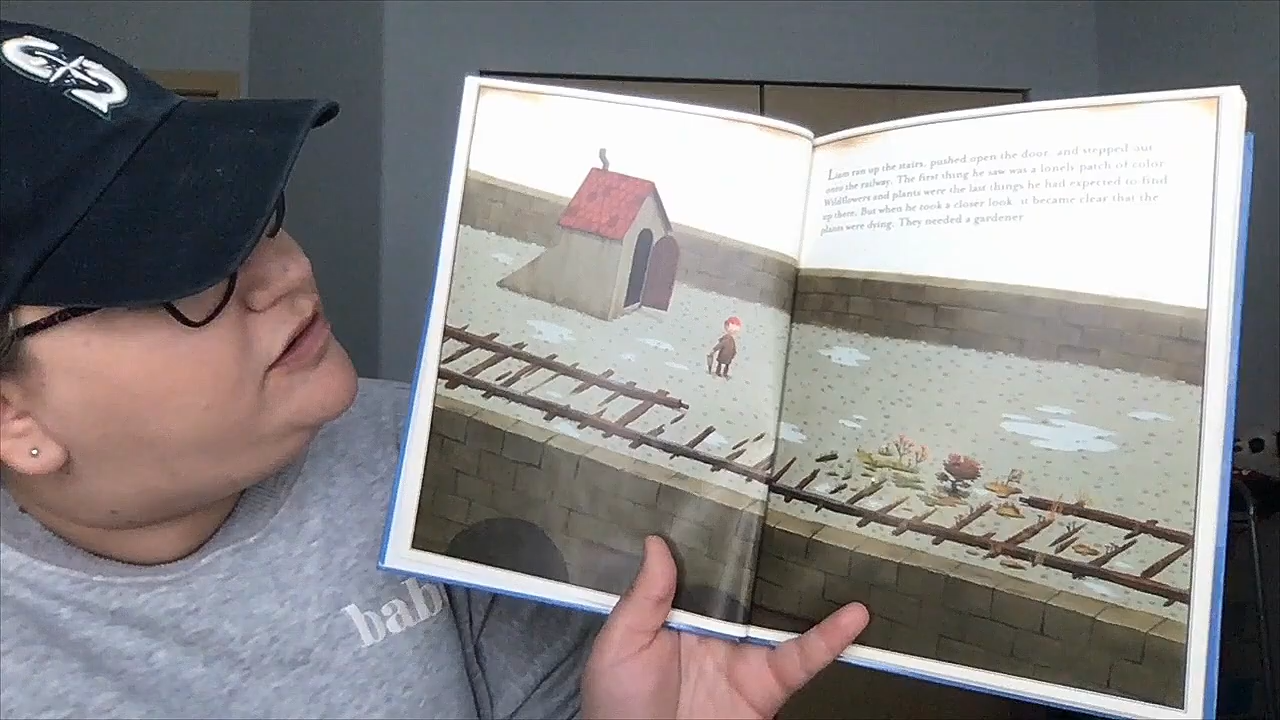 Liam ran up the stairs, pushed open the door, and stepped out
onto the railway. The first thing he saw was a lonely patch of color.
Wildflowers and plants were the last things he had expected to find
up there. But when he took a closer look, it became clear that the
plants were dying. They needed a gardener.
bab